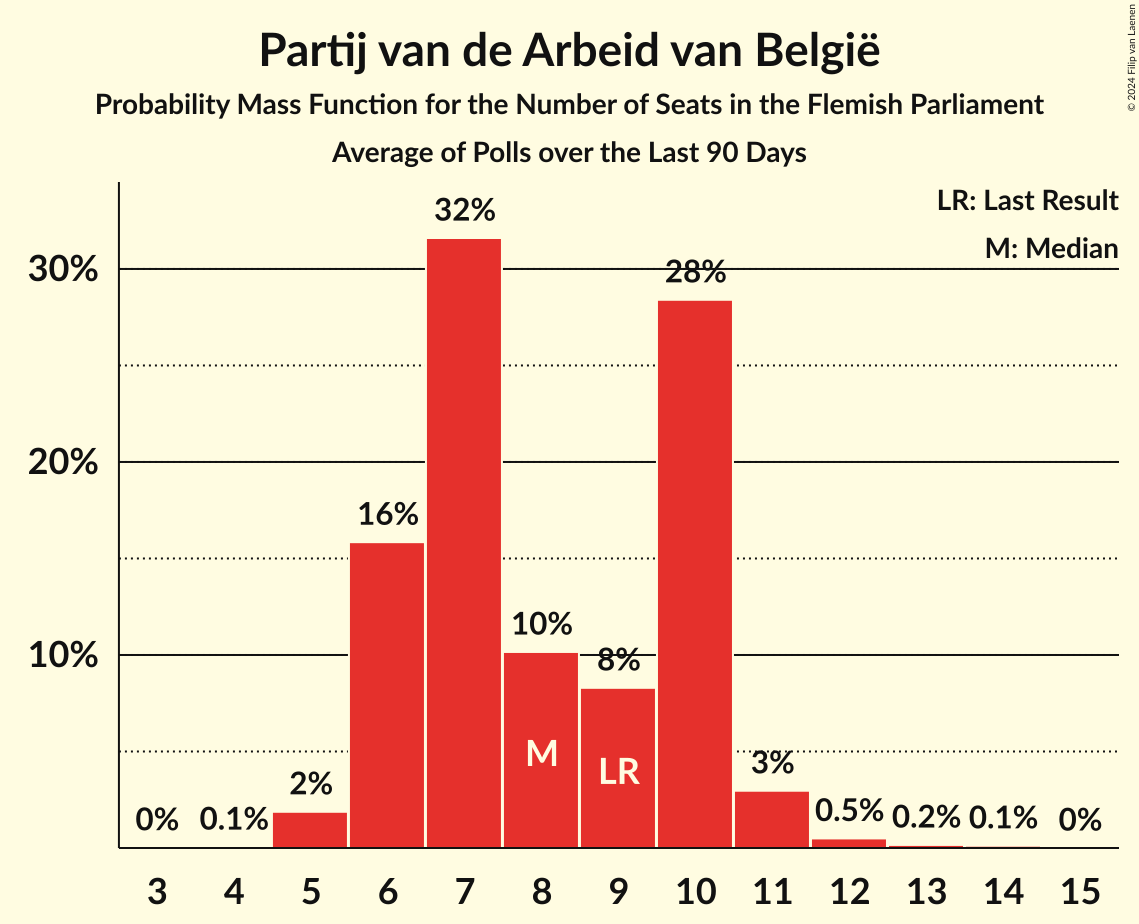 Partij van de Arbeid van België
Probability Mass Function for the Number of Seats in the Flemish Parliament
Average of Polls over the Last 90 Days
© 2024 Filip van Laenen
LR: Last Result
M: Median
32%
30%
28%
20%
16%
10%
10%
8%
M
LR
2%
3%
0%
0.1%
0.5%
0.2%
0.1%
0%
3 4 5 6 7 8 9 10 11 12 13 14 15